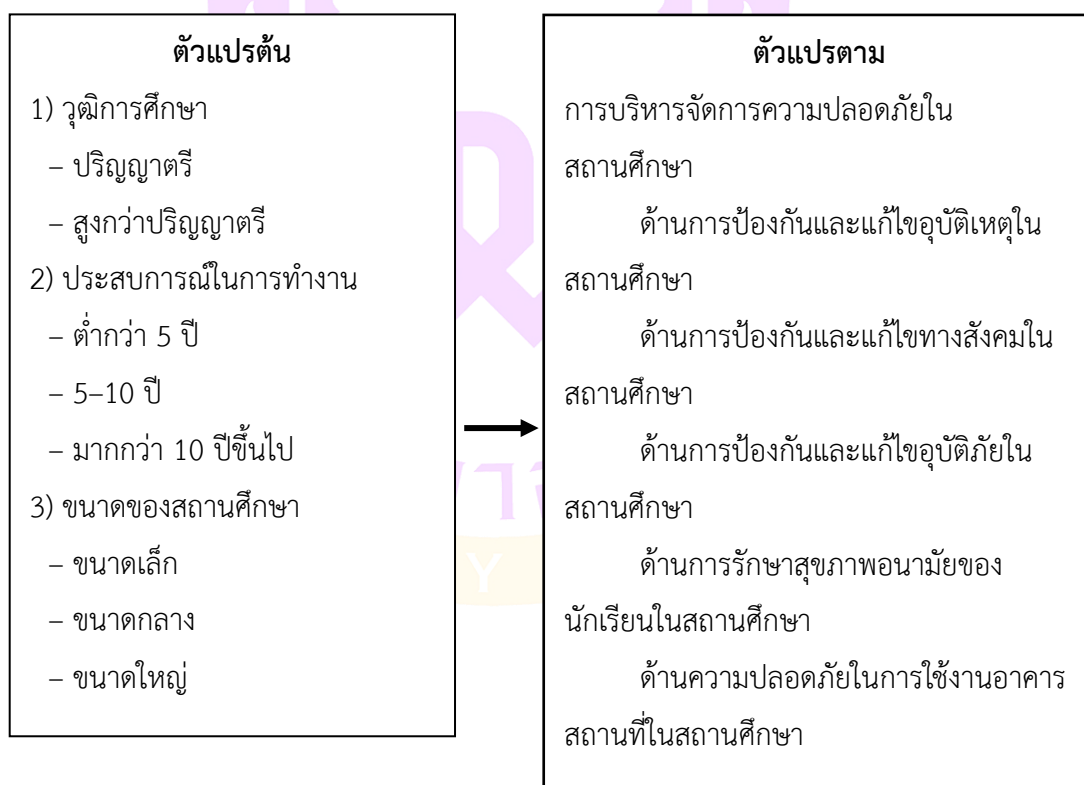 ตัวแปรต้น
1) วุฒิการศึกษา
– ปริญญาตรี
– สูงกว่าปริญญาตรี
2) ประสบการณ์ในการทำงาน
– ต่ำกว่า 5 ปี
– 5–10 ปี
– มากกว่า 10 ปีขึ้นไป
3) ขนาดของสถานศึกษา
– ขนาดเล็ก
– ขนาดกลาง
– ขนาดใหญ่
ตัวแปรตาม
การบริหารจัดการความปลอดภัยใน
สถานศึกษา
ด้านการป้องกันและแก้ไขอุบัติเหตุใน
สถานศึกษา
ด้านการป้องกันและแก้ไขทางสังคมใน
สถานศึกษา
ด้านการป้องกันและแก้ไขอุบัติภัยใน
สถานศึกษา
ด้านการรักษาสุขภาพอนามัยของ
นักเรียนในสถานศึกษา
ด้านความปลอดภัยในการใช้งานอาคาร
สถานที่ในสถานศึกษา